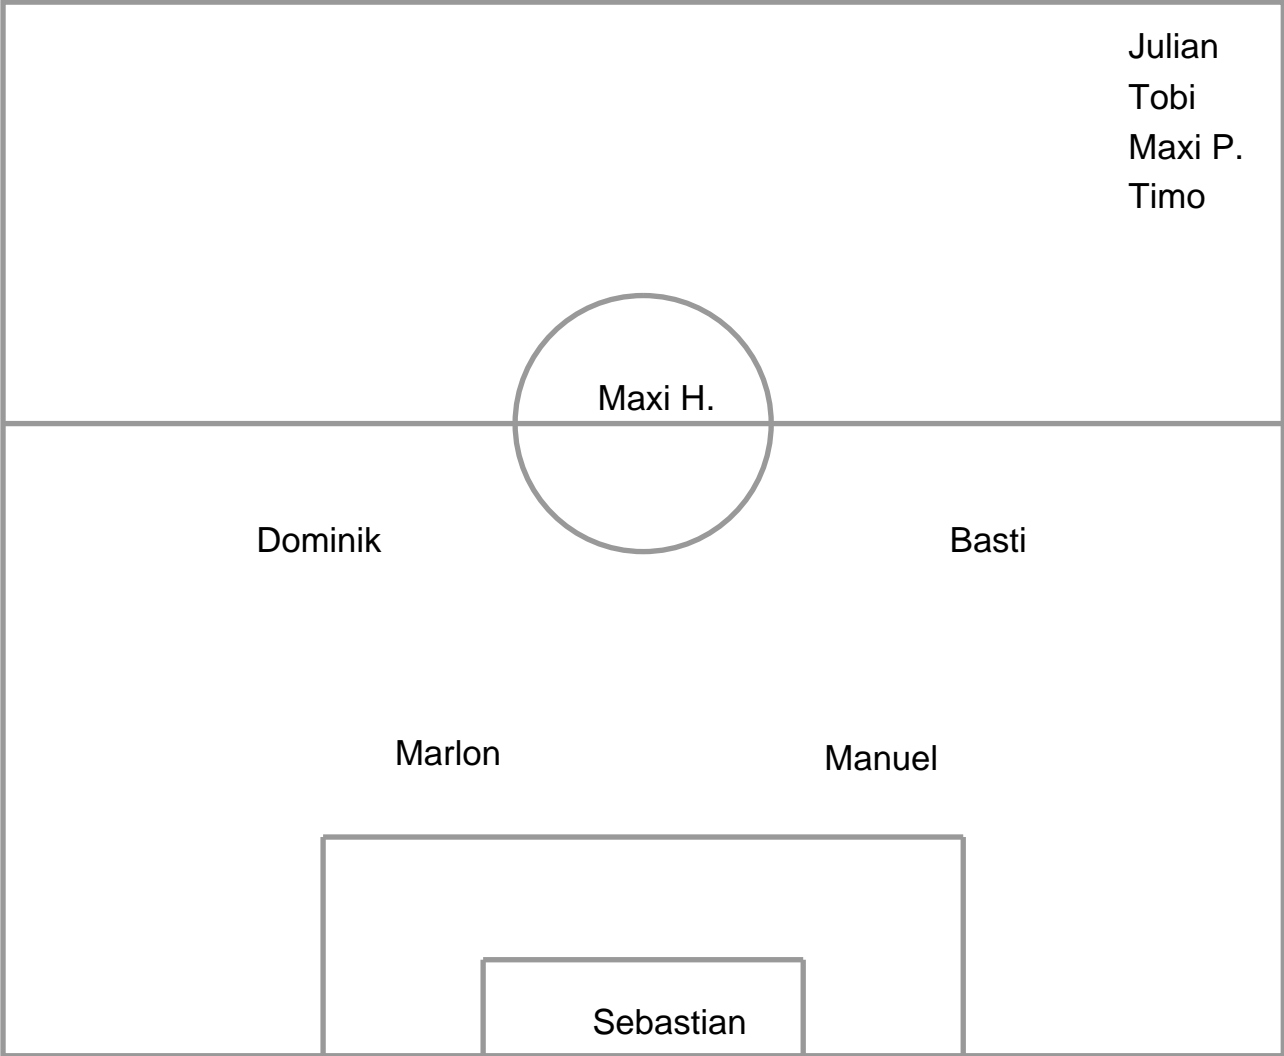 Julian
Tobi
Maxi P.
Timo
Maxi H.
Dominik
Basti
Marlon
Manuel
Sebastian